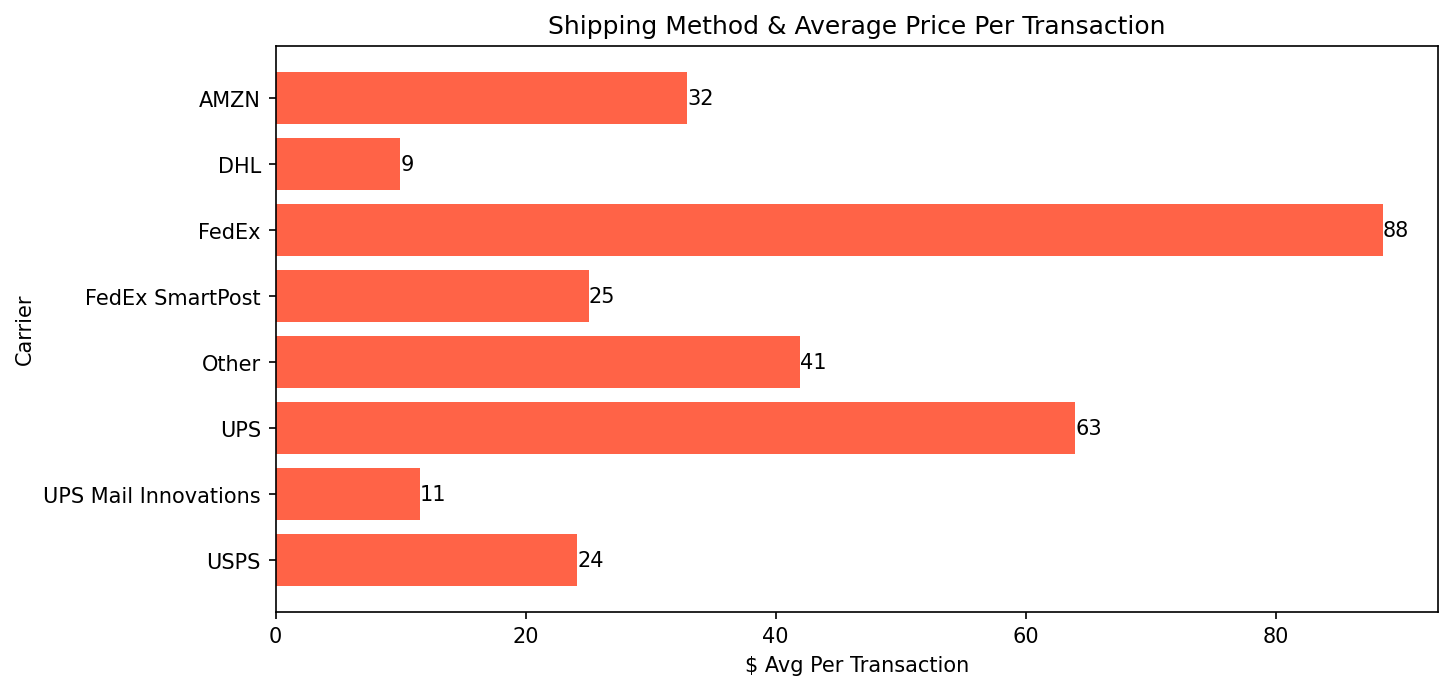 Shipping Method & Average Price Per Transaction
AMZN 32
DHL 9
FedEx 88
FedEx SmartPost 25
Other 41
UPS 63
UPS Mail Innovations 11
USPS 24
Carrier
0 20 40 60 80
$ Avg Per Transaction